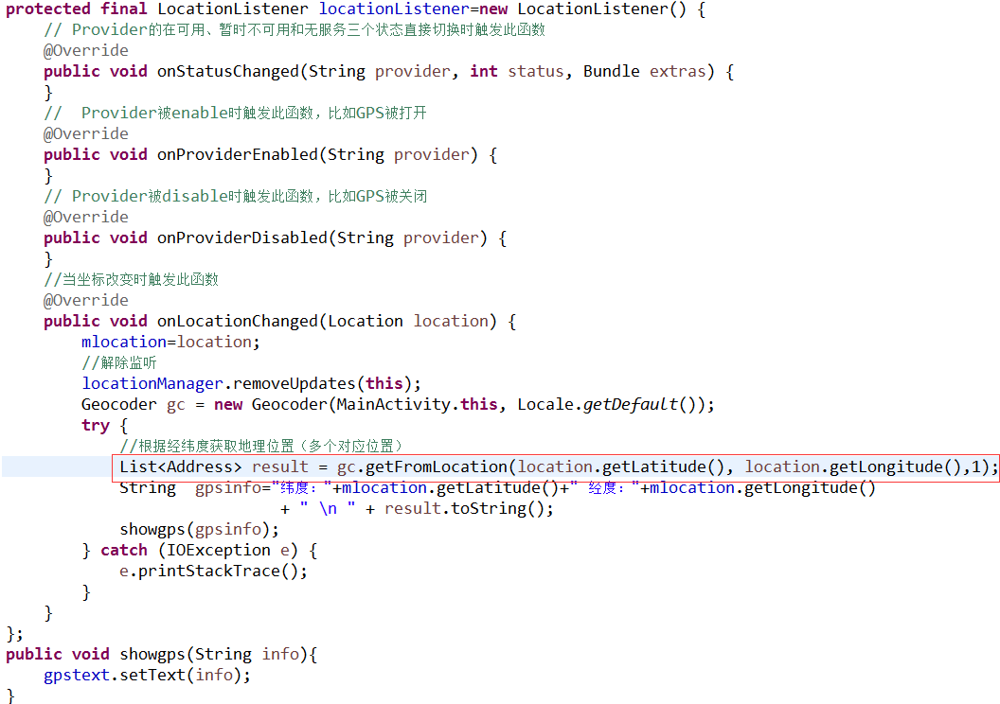 protected final LocationListener locationListener=new LocationListener() {
// Provider的在可用、暂时不可用和无服务三个状态直接切换时触发此函数
@Override
public void onStatusChanged(String provider, int status, Bundle extras) {
}
//  Provider被enable时触发此函数，比如GPS被打开
@Override
public void onProviderEnabled(String provider) {
}
// Provider被disable时触发此函数，比如GPS被关闭
@Override
public void onProviderDisabled(String provider) {
}
//当坐标改变时触发此函数
@Override
public void onLocationChanged(Location location) {
mlocation=location;
//解除监听
locationManager.removeUpdates(this);
Geocoder gc = new Geocoder(MainActivity.this, Locale.getDefault());
try {
//根据经纬度获取地理位置（多个对应位置）
List<Address> result = gc.getFromLocation(location.getLatitude(), location.getLongitude(),1);
String  gpsinfo="纬度："+mlocation.getLatitude()+" 经度："+mlocation.getLongitude()
+ " \n " + result.toString();
showgps(gpsinfo);
} catch (IOException e) {
e.printStackTrace();
}
}
};
public void showgps(String info){
gpstext.setText(info);
}